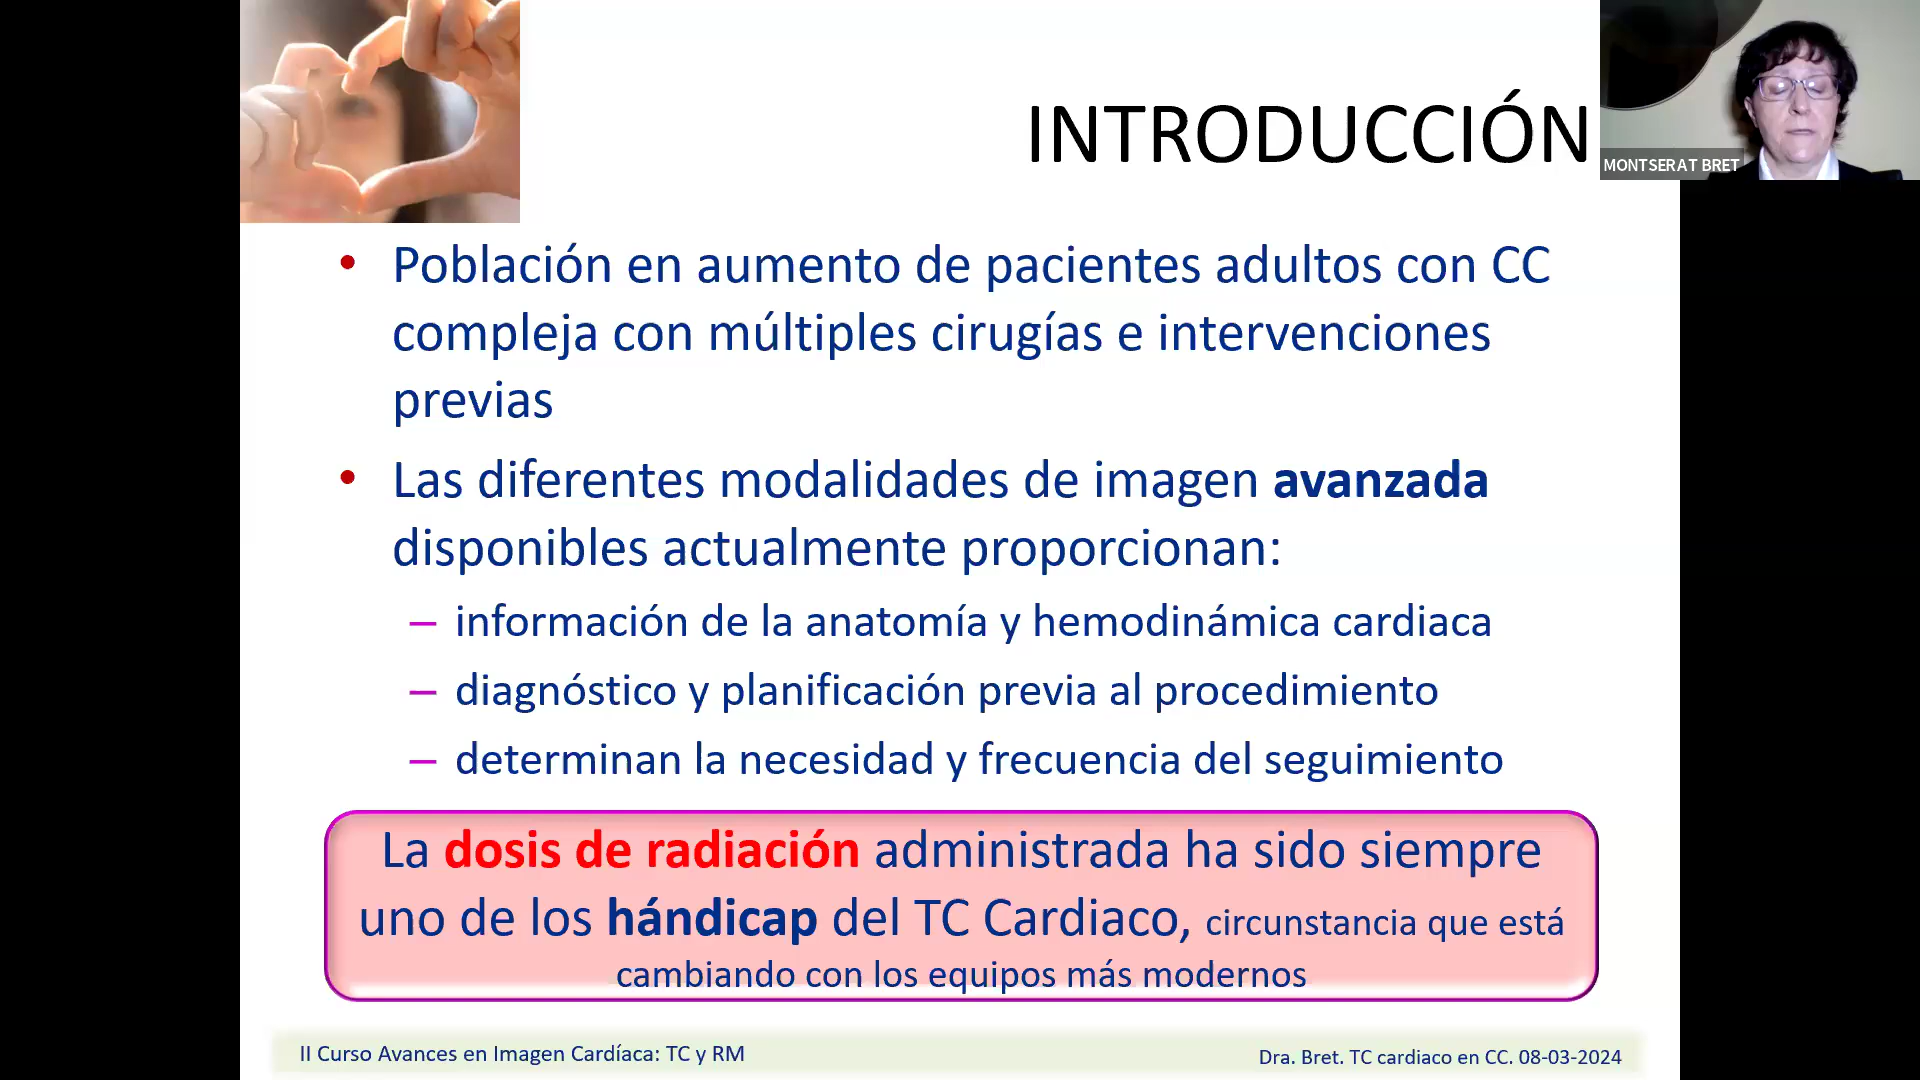 INTRODUCCIÓN
MONTSERAT BRET
• Población en aumento de pacientes adultos con CC
compleja con múltiples cirugías e intervenciones
previas
• Las diferentes modalidades de imagen avanzada
disponibles actualmente proporcionan:
– información de la anatomía y hemodinámica cardiaca
– diagnóstico y planificación previa al procedimiento
– determinan la necesidad y frecuencia del seguimiento
La dosis de radiación administrada ha sido siempre
uno de los hándicap del TC Cardiaco, circunstancia que está
cambiando con los equipos más modernos
II Curso Avances en Imagen Cardíaca: TC y RM
Dra. Bret. TC cardiaco en CC. 08-03-2024